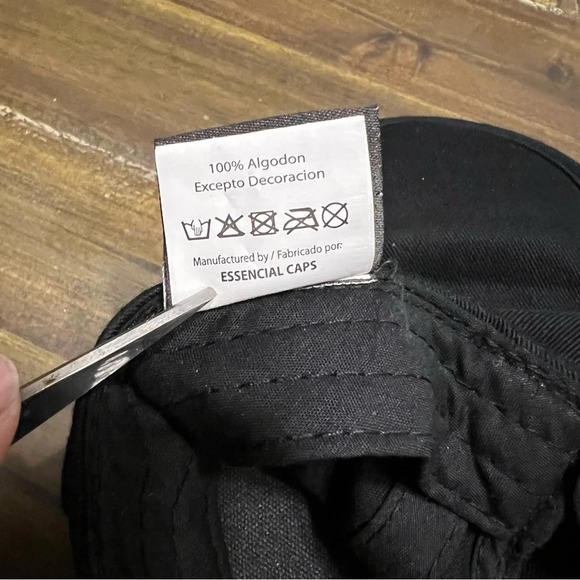 100% Algodon
Excepto Decoracion
Manufactured by / Fabricado por:
ESSENCIAL CAPS